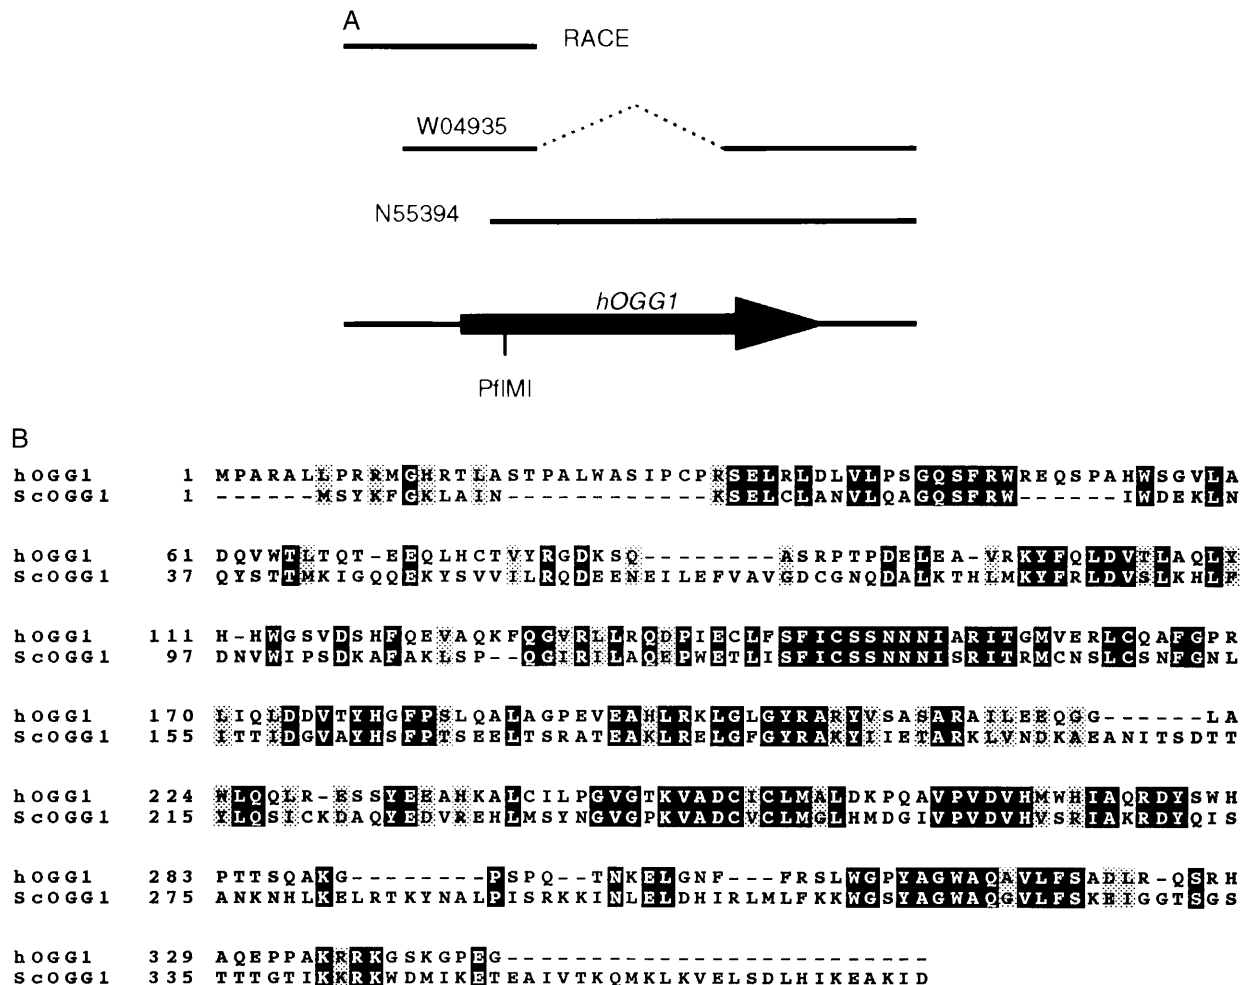 A
RACE
W04935
N55394
hOGG1
PflMI
B
hOGG1 1 MPARALLPRRMGHRTLASTPALWASIPCPRSELRLDLVLPSGQSFRWREQSPAHWSGVLA
ScOGG1 1 ------MSYKFGKLAIN------------KSELCLANVLQAGQSFRW------IWDEKLN
hOGG1 61 DQVWTLTQT-EEQLHCTVYRGDKSQ--------ASRPTPDELEA-VRKYFQLDVTLAQLY
ScOGG1 37 QYSTTMKIGQQEKYSVVILRQDEENEILEFVAVGDCGNQDALKTHLMKYFRLDVSLKHLF
hOGG1 111 H-HWGSVDSHFQEVAQKFQGVRLLRQDPIECLFSFICSSNNNIARITGMVERLCQAFGPR
ScOGG1 97 DNVWIPSDKAFAKLSP--QGIRILAQEPWETLISFICSSNNNISRITRMCNSLCSNFGNL
hOGG1 170 LIQLDDVTYHGFPSLQALAGPEVEAHLRKLGLGYRARYVSASARAILEEQGG------LA
ScOGG1 155 ITTIDGVAYHSFPTSEELTSRATEAKLRELGFGYRAKYIIETARKLVNDKAEANITSDTT
hOGG1 224 WLQQLR-ESSYEEAHKALCILPGVGTKVADCICLMALDKPQAVPVDVHMWHIAQRDYSWH
ScOGG1 215 YLQSICKDAQYEDVREHLMSYNGVGPKVADCVCLMGLHMDGIVPVDVHVSRIAKRDYQIS
hOGG1 283 PTTSQAKG--------PSPQ--TNKELGNF---FRSLWGPYAGWAQAVLFSADLR-QSRH
ScOGG1 275 ANKNHLKELRTKYNALPISRKKINLELDHIRLMLFKKWGSYAGWAQGVLFSKHIGGTSGS
hOGG1 329 AQEPPAKRRKGSKGPEG-------------------------
ScOGG1 335 TTTGTIKKRKWDMIKETEAIVTKQMKLKVELSDLHIKEAKID